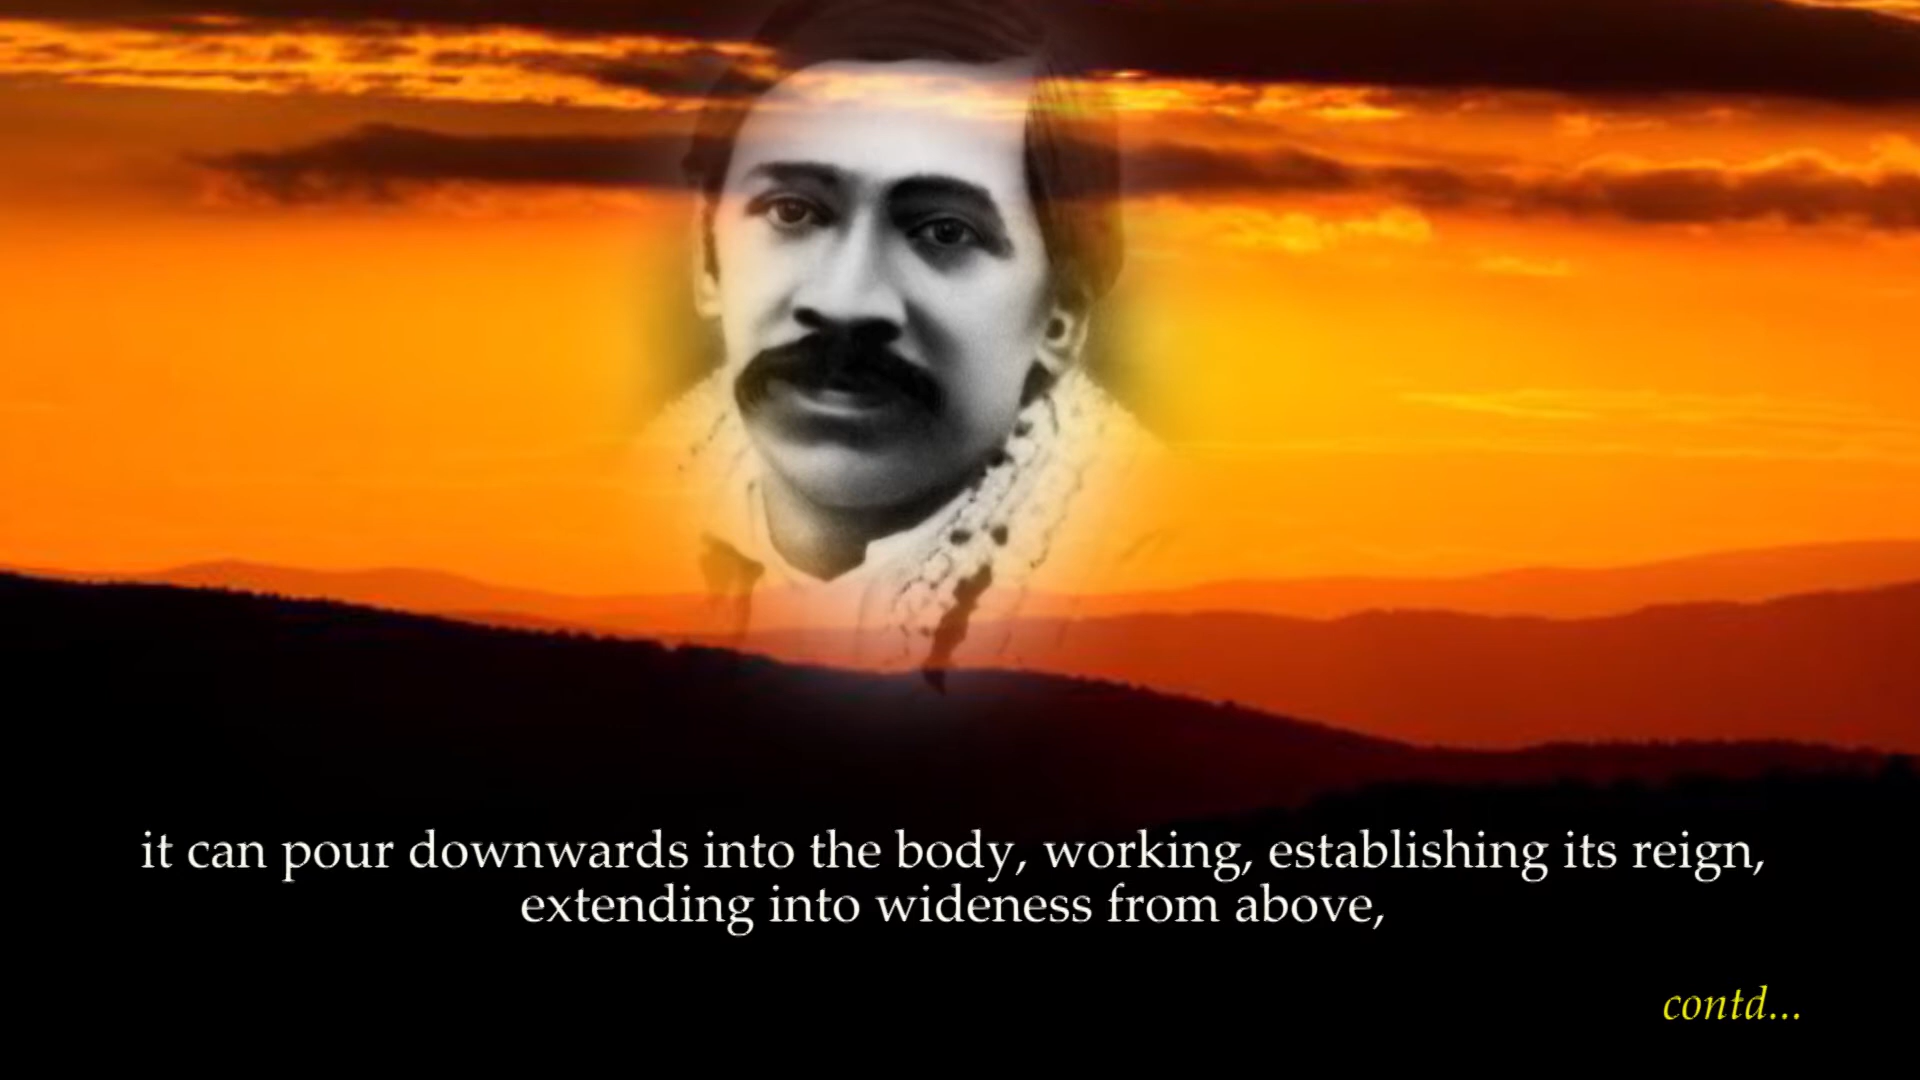 it can pour downwards into the body, working, establishing its reign,
extending into wideness from above,
contd...